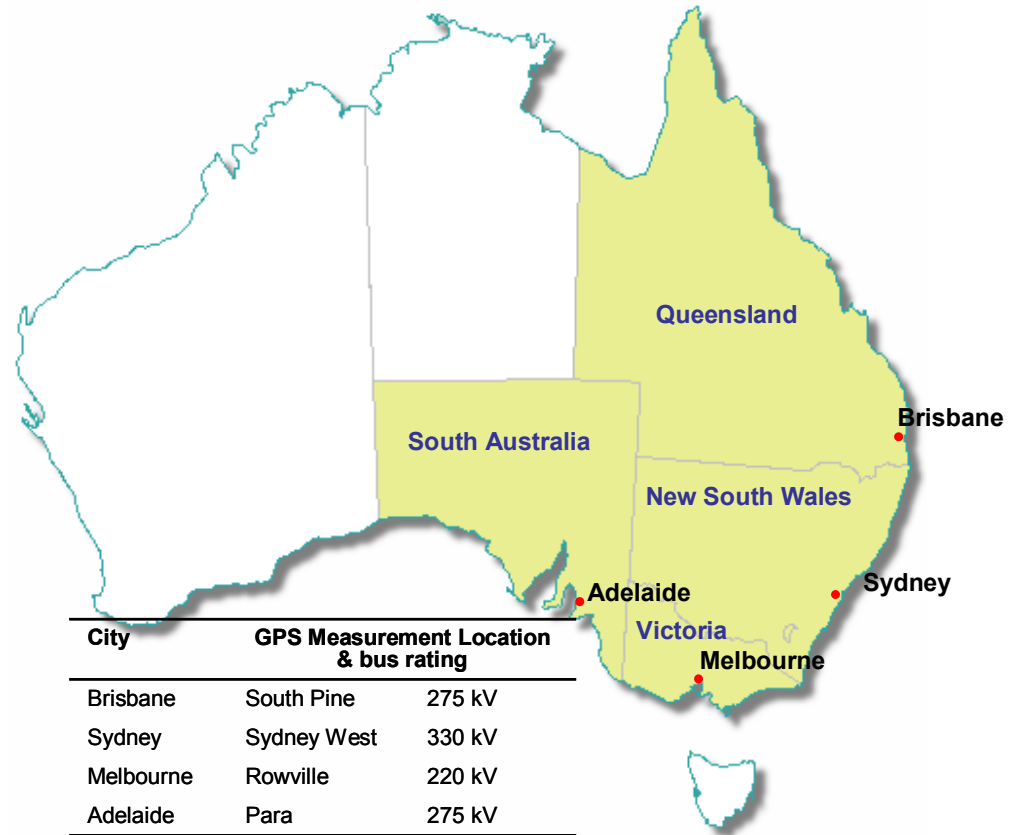 Queensland
Brisbane
South Australia
New South Wales
Adelaide
Sydney
Victoria
Melbourne
City GPS Measurement Location
& bus rating
Brisbane South Pine 275 kV
Sydney Sydney West 330 kV
Melbourne Rowville 220 kV
Adelaide Para 275 kV